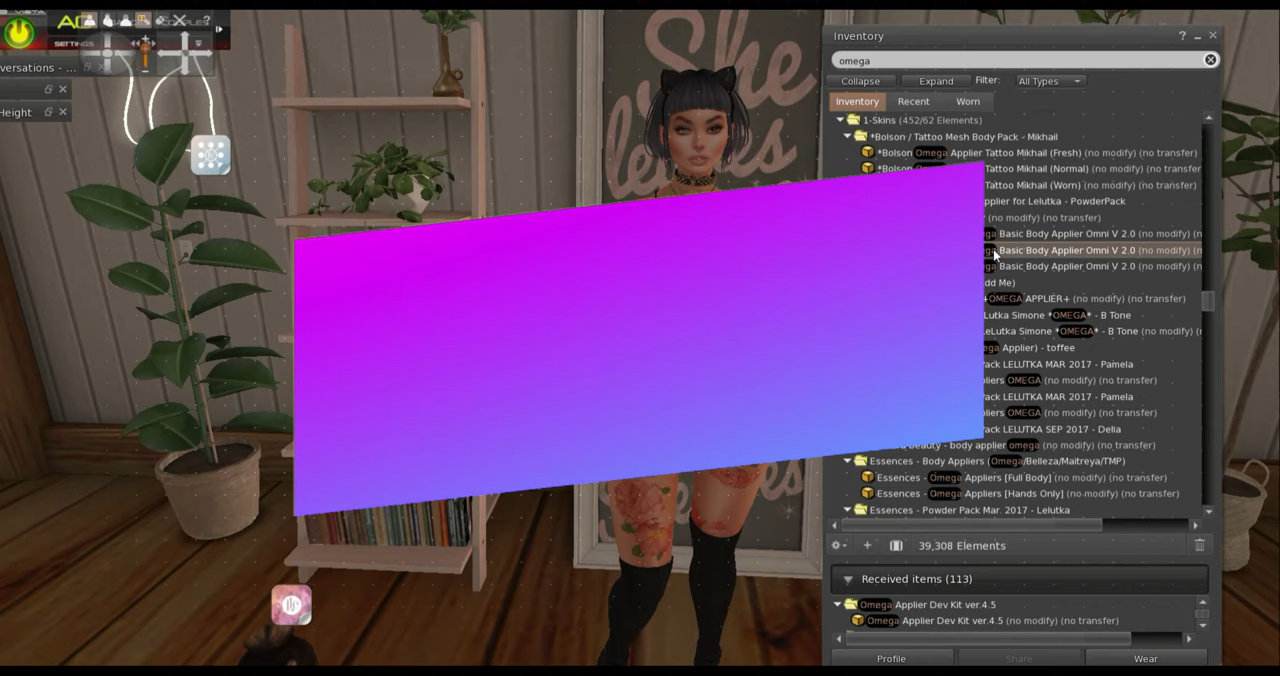 SETTINGS
versations - ...
Height
She
Inventory
omega
Collapse
Expand
Filter:
All Types
Inventory
Recent
Worn
1-Skins (452/62 Elements)
*Bolson / Tattoo Mesh Body Pack - Mikhail
*Bolson Omega Applier Tattoo Mikhail (Fresh) (no modify) (no transfer)
*Bolson Tattoo Mikhail (Normal) (no modify) (no transfer
Tattoo Mikhail (Worn) (no modify) (no transfer)
pplier for Lelutka - PowderPack
(no modify) (no transfer)
ega Basic Body Applier Omni V 2.0 (no modify) (n
ega Basic Body Applier Omni V 2.0 (no modify) (n
ega Basic Body Applier Omni V 2.0 (no modify) (n
dd Me)
+OMEGA APPLIER+ (no modify) (no transfer)
Lutka Simone *OMEGA* - B Tone
LeLutka Simone *OMEGA* - B Tone (no modify) (n
ega Applier) - toffee
ack LELUTKA MAR 2017 - Pamela
pliers OMEGA (no modify) (no transfer)
ack LELUTKA MAR 2017 - Pamela
pliers OMEGA (no modify) (no transfer)
ack LELUTKA SEP 2017 - Delia
beauty - body applier omega (no modify) (no transfer)
Essences - Body Appliers (Omega/Belleza/Maitreya/TMP)
Essences - Omega Appliers [Full Body] (no modify) (no transfer)
Essences - Omega Appliers [Hands Only] (no modify) (no transfer)
Essences - Powder Pack Mar. 2017 - Lelutka
39,308 Elements
Received items (113)
Omega Applier Dev Kit ver.4.5
Omega Applier Dev Kit ver.4.5 (no modify) (no transfer)
Profile
Share
Wear